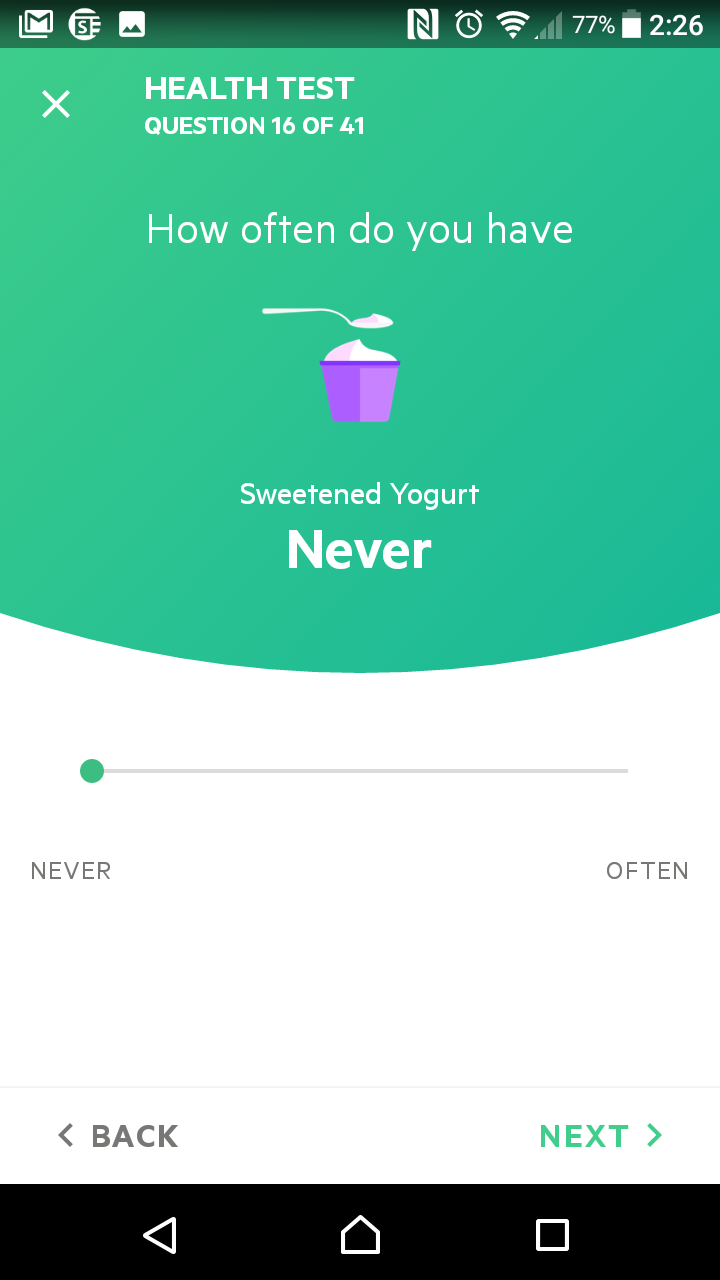 77% 2:26
HEALTH TEST
QUESTION 16 OF 41
How often do you have
Sweetened Yogurt
Never
NEVER OFTEN
BACK NEXT